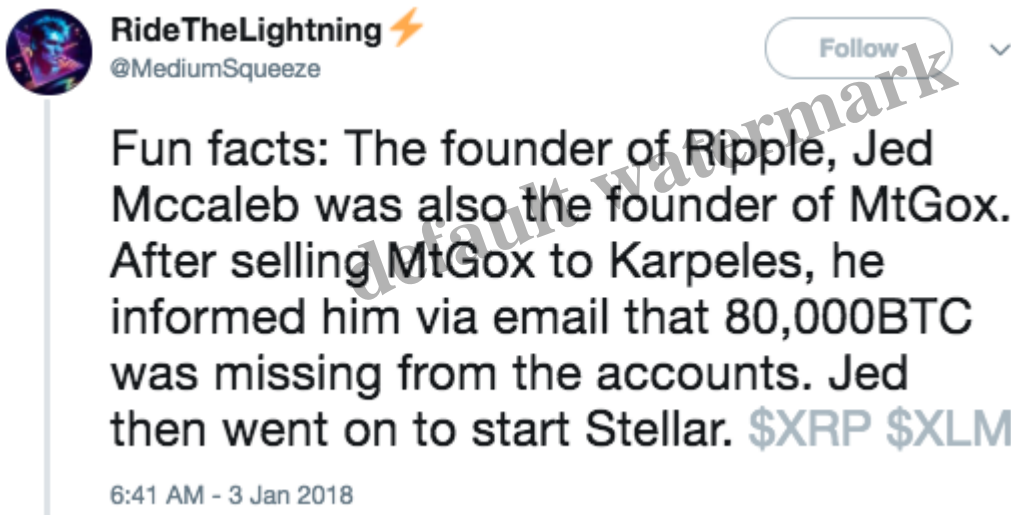 RideTheLightning⚡
@MediumSqueeze
Follow
Fun facts: The founder of Ripple, Jed
Mccaleb was also the founder of MtGox.
After selling MtGox to Karpeles, he
informed him via email that 80,000BTC
was missing from the accounts. Jed
then went on to start Stellar. $XRP $XLM
6:41 AM - 3 Jan 2018
default watermark